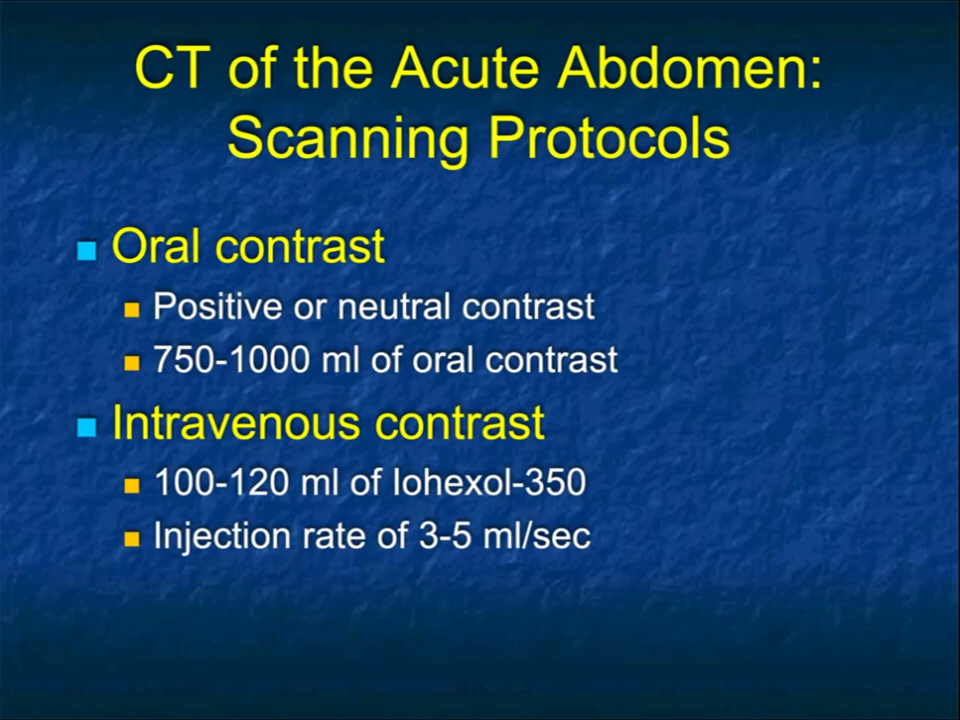 CT of the Acute Abdomen:
Scanning Protocols
Oral contrast
Positive or neutral contrast
750-1000 ml of oral contrast
Intravenous contrast
100-120 ml of Iohexol-350
Injection rate of 3-5 ml/sec